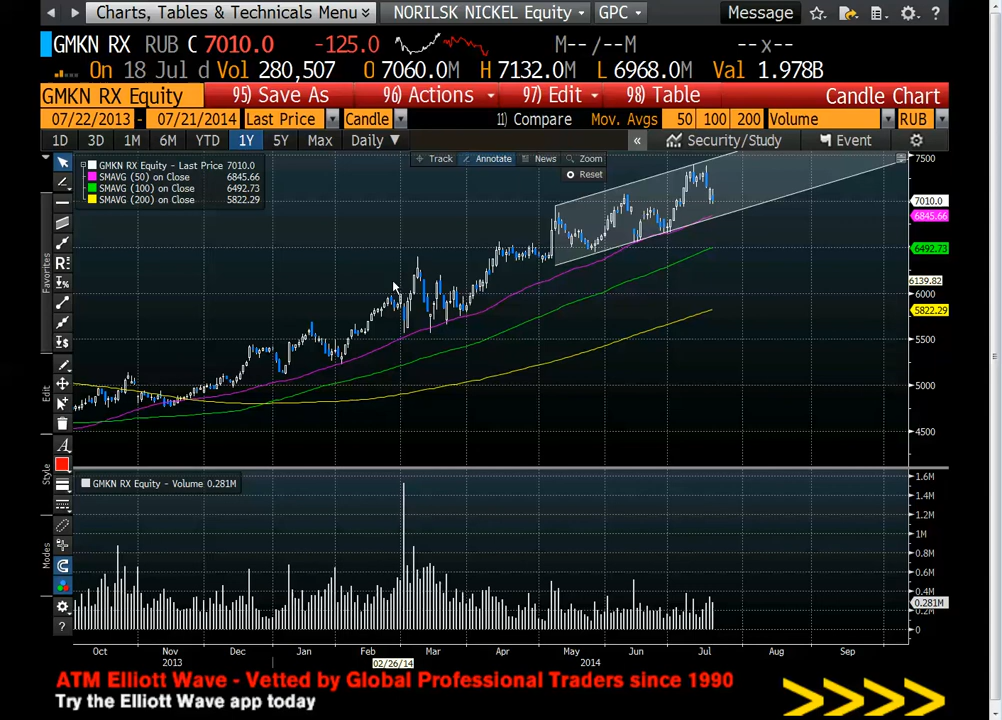 Charts, Tables & Technicals Menu NORILSK NICKEL Equity GPC Message ?
GMKN RX RUB C 7010.0 -125.0 M--/--M --x--
On 18 Jul d Vol 280,507 O 7060.0M H 7132.0M L 6968.0M Val 1.978B
GMKN RX Equity 95) Save As 96) Actions 97) Edit 98) Table Candle Chart
07/22/2013 07/21/2014 Last Price Candle 11) Compare Mov. Avgs 50 100 200 Volume RUB
1D 3D 1M 6M YTD 1Y 5Y Max Daily « Security/Study Event
Track Annotate News Zoom
Reset
GMKN RX Equity - Last Price 7010.0
SMAVG (50) on Close 6845.66
SMAVG (100) on Close 6492.73
SMAVG (200) on Close 5822.29
7500
7010.0
6845.66
6492.73
6139.82
6000
5822.29
5500
5000
4500
Favorites
Edit
Style
Modes
GMKN RX Equity - Volume 0.281M
1.6M
1.4M
1.2M
1M
0.8M
0.6M
0.4M
0.281M
0.2M
0
Oct Nov Dec Jan Feb Mar Apr May Jun Jul Aug Sep
2013 02/26/14 2014
ATM Elliott Wave - Vetted by Global Professional Traders since 1990
Try the Elliott Wave app today